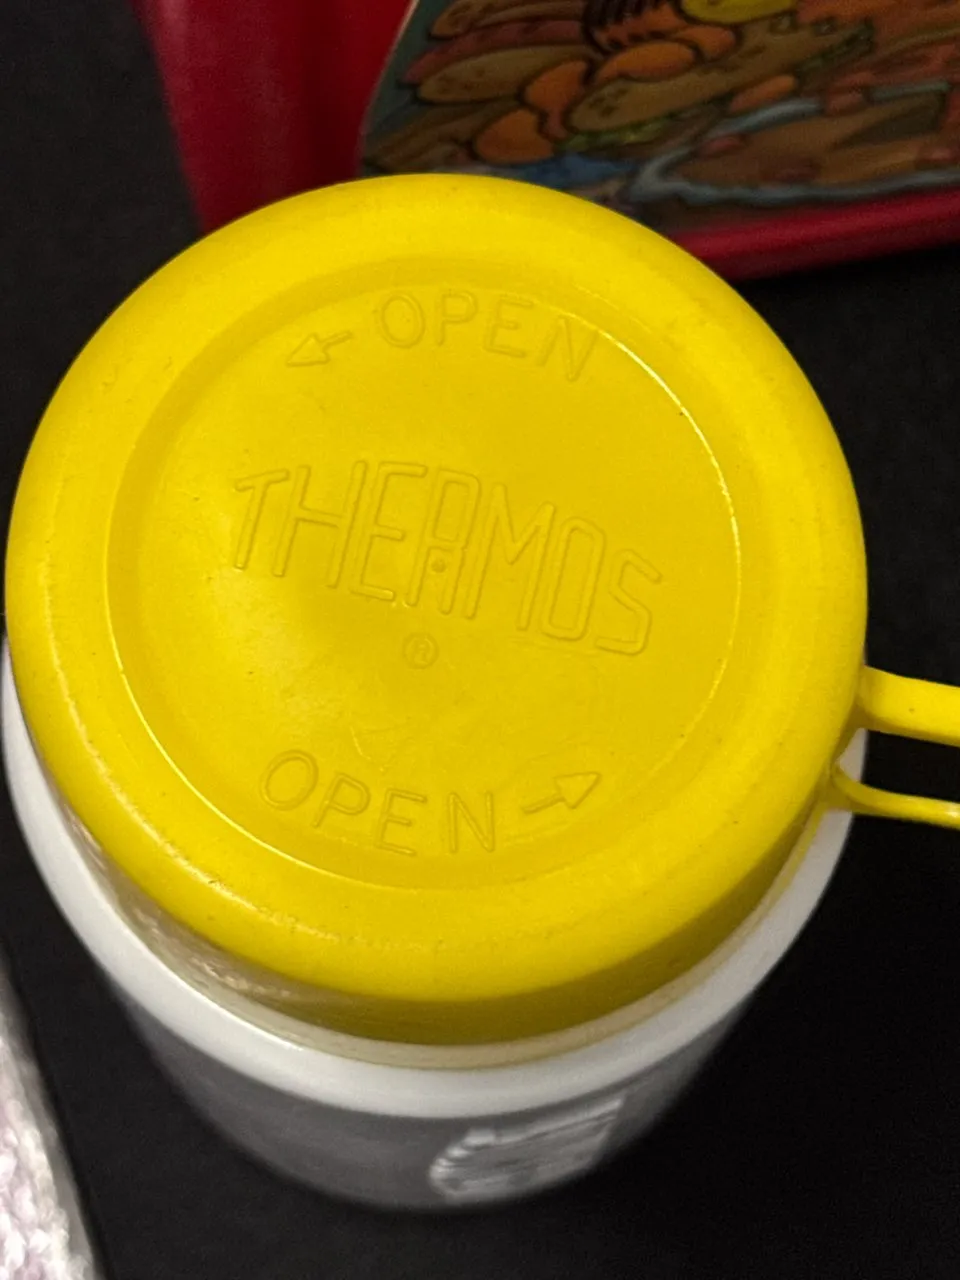 ← OPEN
THERMOS
®
OPEN →